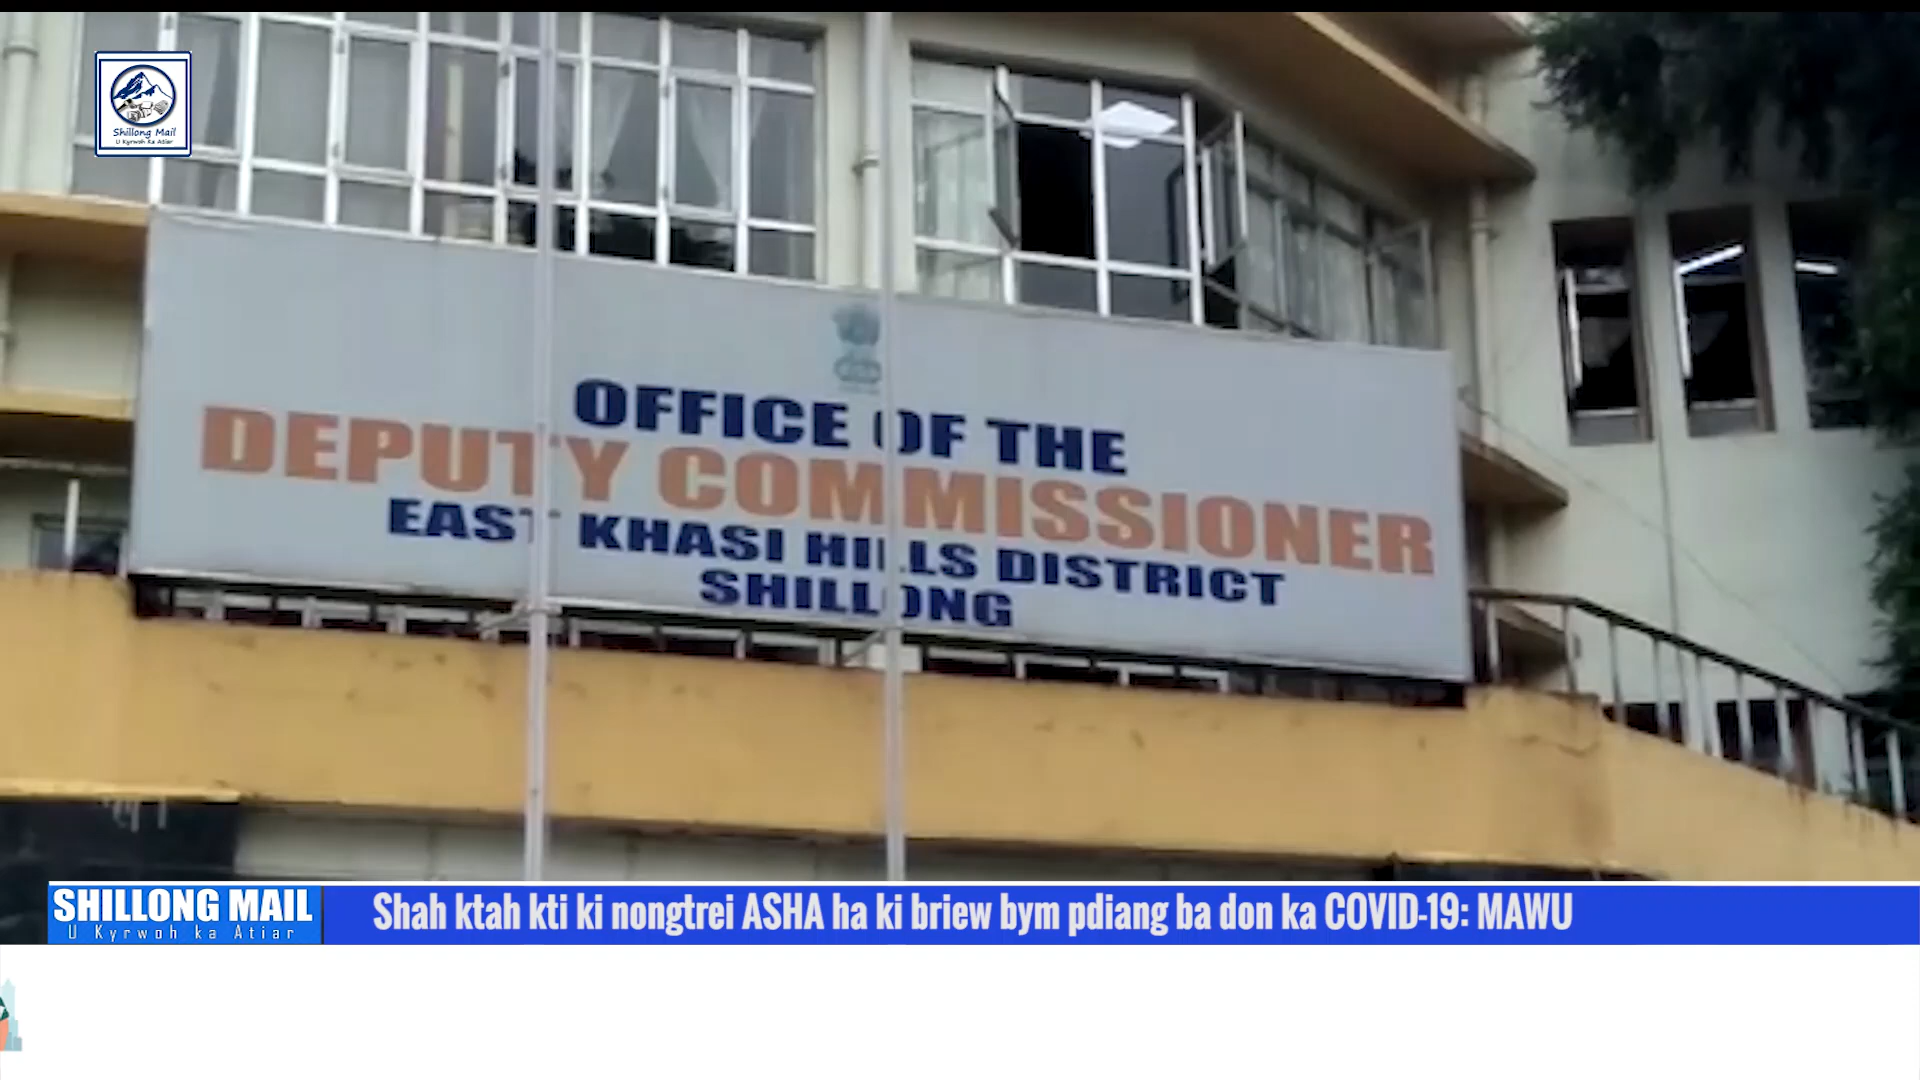 Shillong Mail
U Kyrwoh Ka Atiar
OFFICE OF THE
DEPUTY COMMISSIONER
EAST KHASI HILLS DISTRICT
SHILLONG
SHILLONG MAIL
U Kyrwoh ka Atiar
Shah ktah kti ki nongtrei ASHA ha ki briew bym pdiang ba don ka COVID-19: MAWU